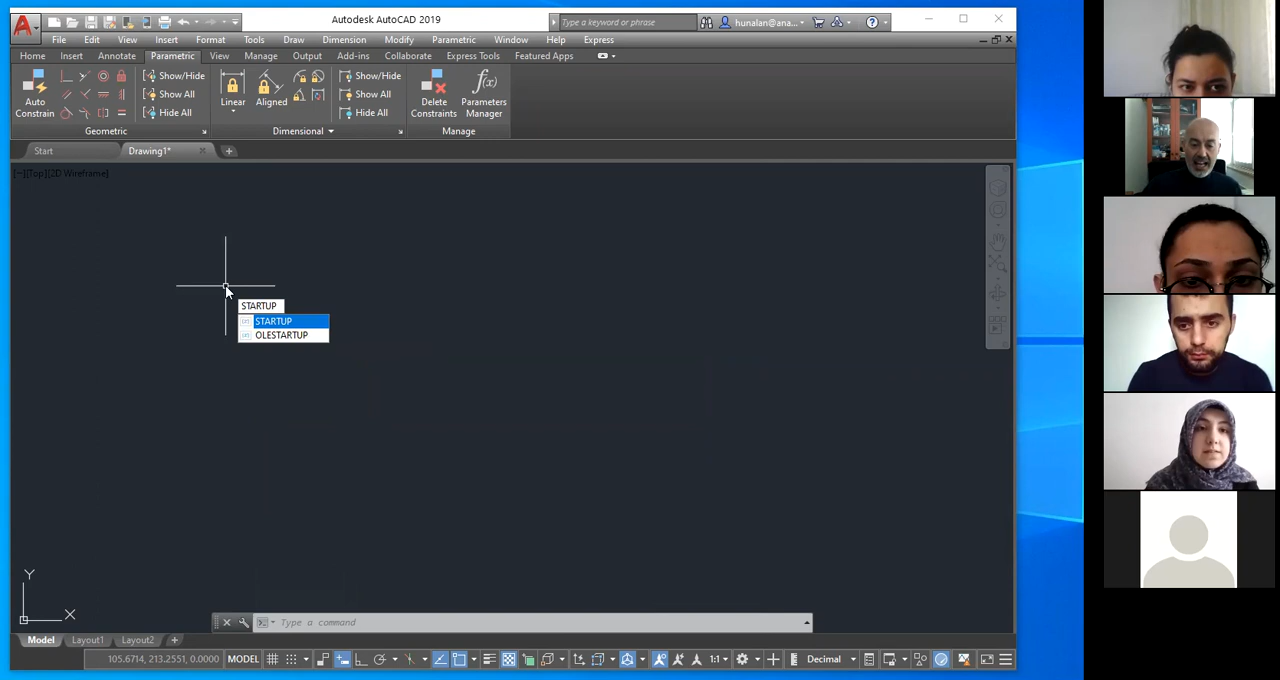 Autodesk AutoCAD 2019
Type a keyword or phrase
hunalan@ana...
File Edit View Insert Format Tools Draw Dimension Modify Parametric Window Help Express
Home Insert Annotate Parametric View Manage Output Add-ins Collaborate Express Tools Featured Apps
Auto Constrain
Show/Hide
Show All
Hide All
Geometric
Linear
Aligned
Show/Hide
Show All
Hide All
Dimensional
Delete Constraints
Parameters Manager
Manage
Start
Drawing1*
[−][Top][2D Wireframe]
STARTUP
STARTUP
OLESTARTUP
Y
X
Type a command
Model Layout1 Layout2
105.6714, 213.2551, 0.0000 MODEL 1:1 Decimal